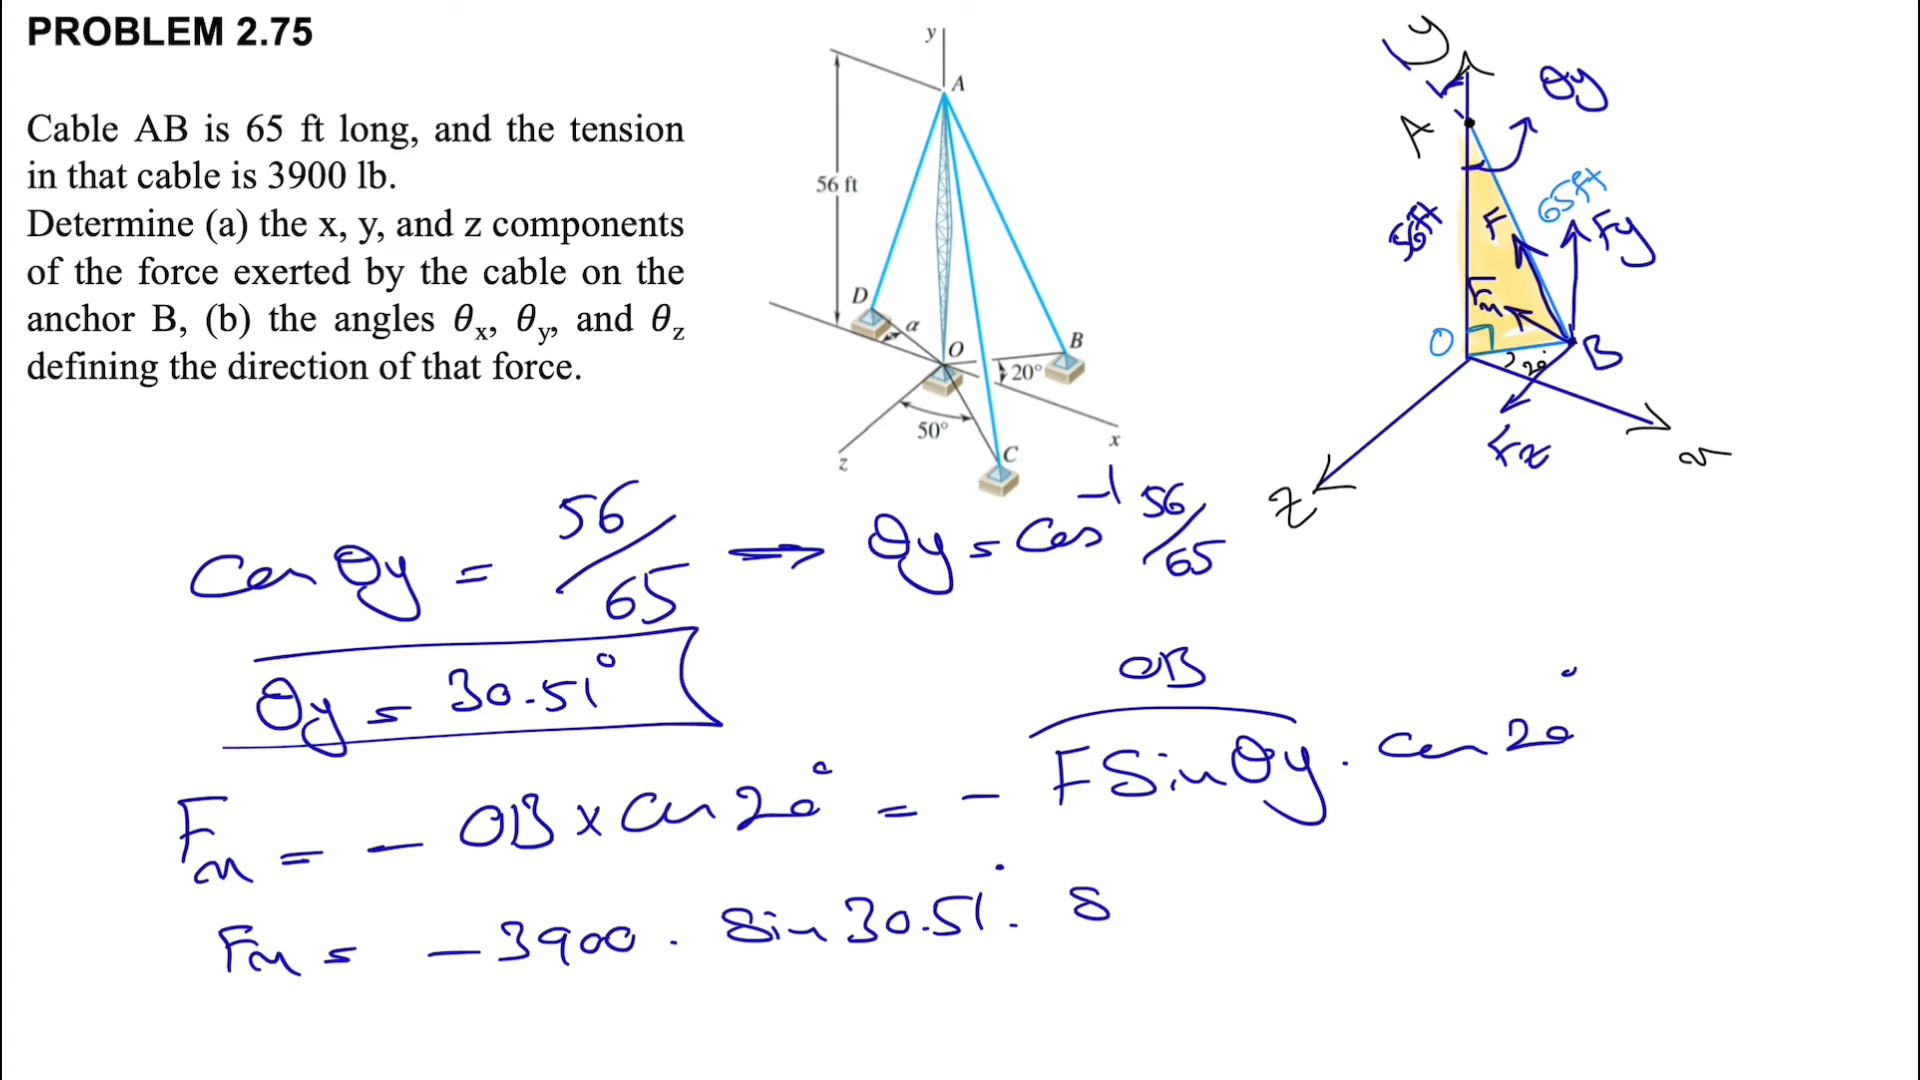 PROBLEM 2.75
Cable AB is 65 ft long, and the tension
in that cable is 3900 lb.
Determine (a) the x, y, and z components
of the force exerted by the cable on the
anchor B, (b) the angles θx, θy, and θz
defining the direction of that force.
y
A
56 ft
D
α
O
B
20°
50°
C
x
z
y
θy
A
65ft
56ft
F
Fy
Fx
O
B
20°
Fz
x
z
cos θy = 56/65 ⇒ θy = cos⁻¹ 56/65
θy = 30.51°
OB
Fx = - OB x cos 20° = - F Sin θy . cos 20°
Fx = - 3900 . Sin 30.51° .